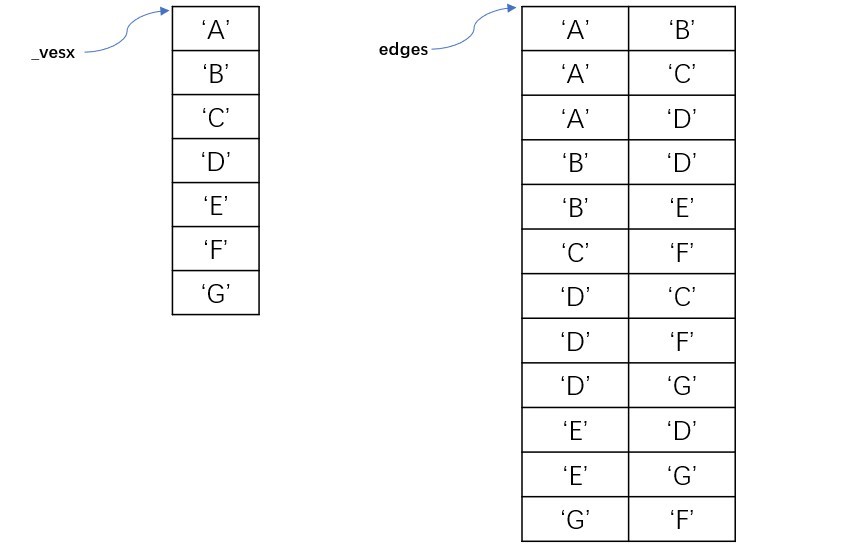 _vesx
‘A’
‘B’
‘C’
‘D’
‘E’
‘F’
‘G’
edges
‘A’ ‘B’
‘A’ ‘C’
‘A’ ‘D’
‘B’ ‘D’
‘B’ ‘E’
‘C’ ‘F’
‘D’ ‘C’
‘D’ ‘F’
‘D’ ‘G’
‘E’ ‘D’
‘E’ ‘G’
‘G’ ‘F’